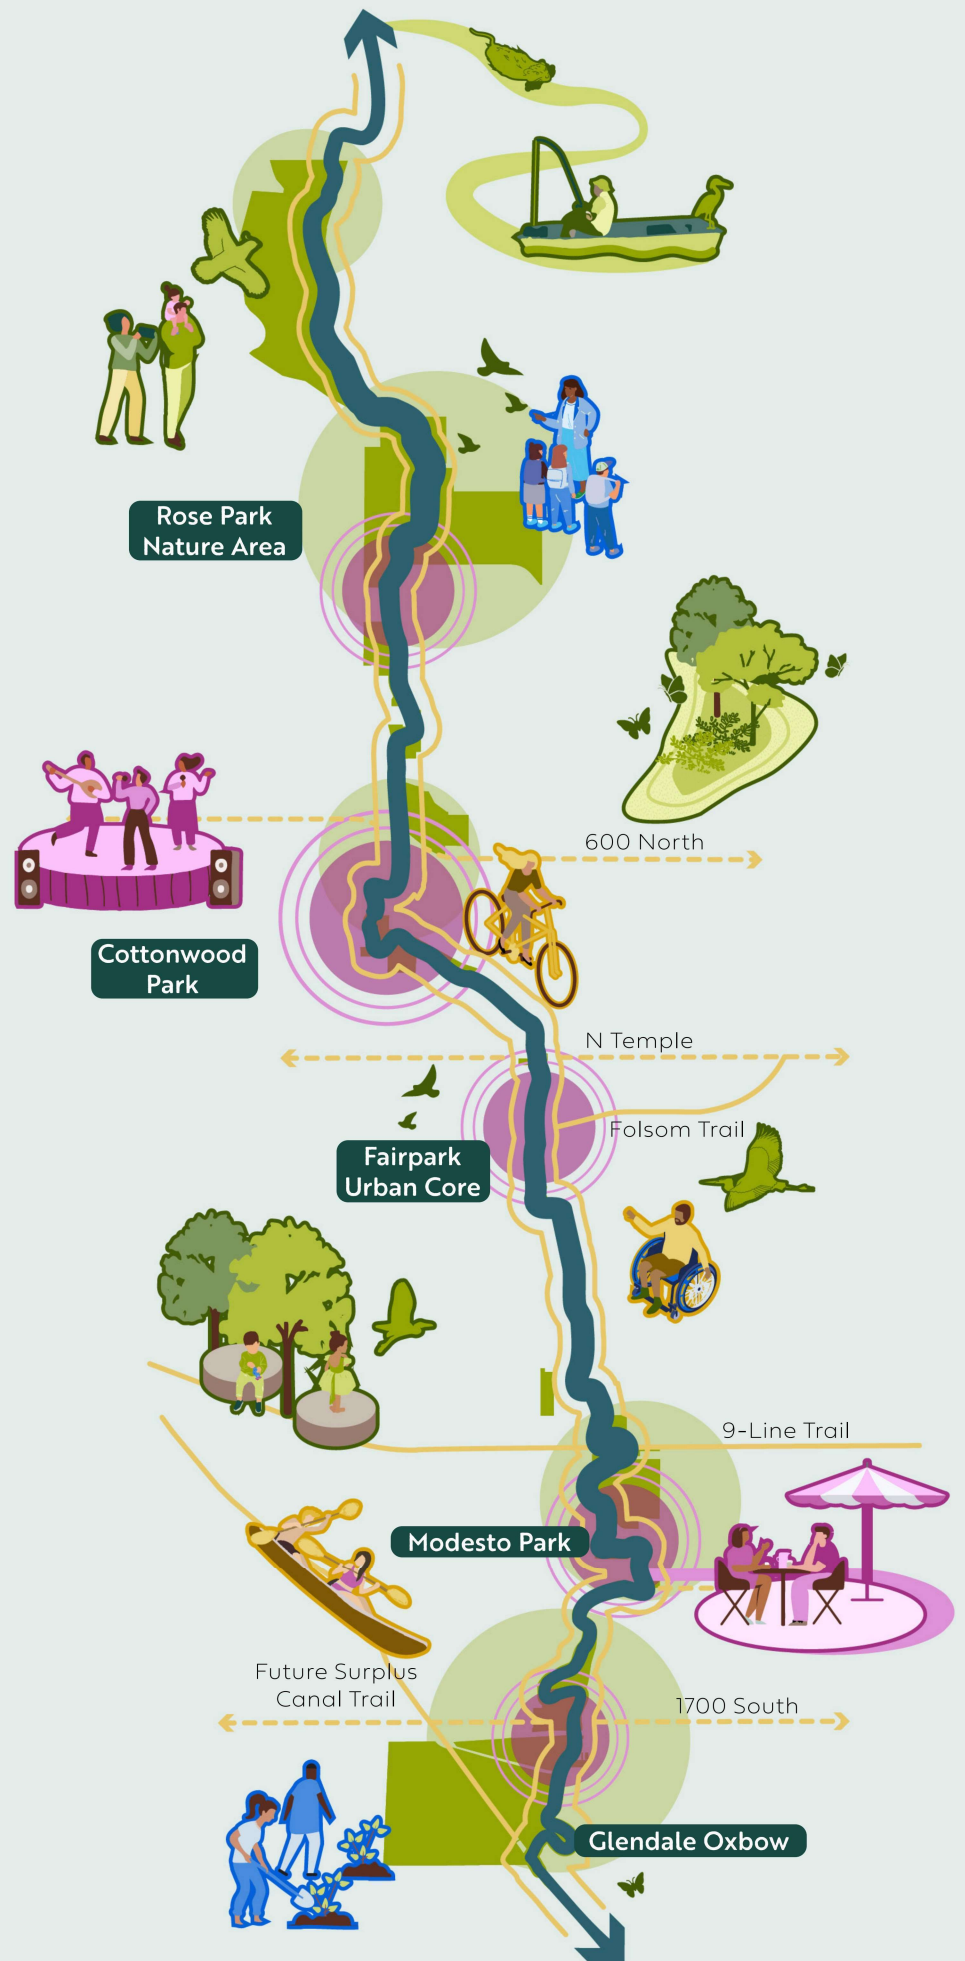 Rose Park
Nature Area
600 North
Cottonwood
Park
N Temple
Folsom Trail
Fairpark
Urban Core
9-Line Trail
Modesto Park
Future Surplus
Canal Trail
1700 South
Glendale Oxbow